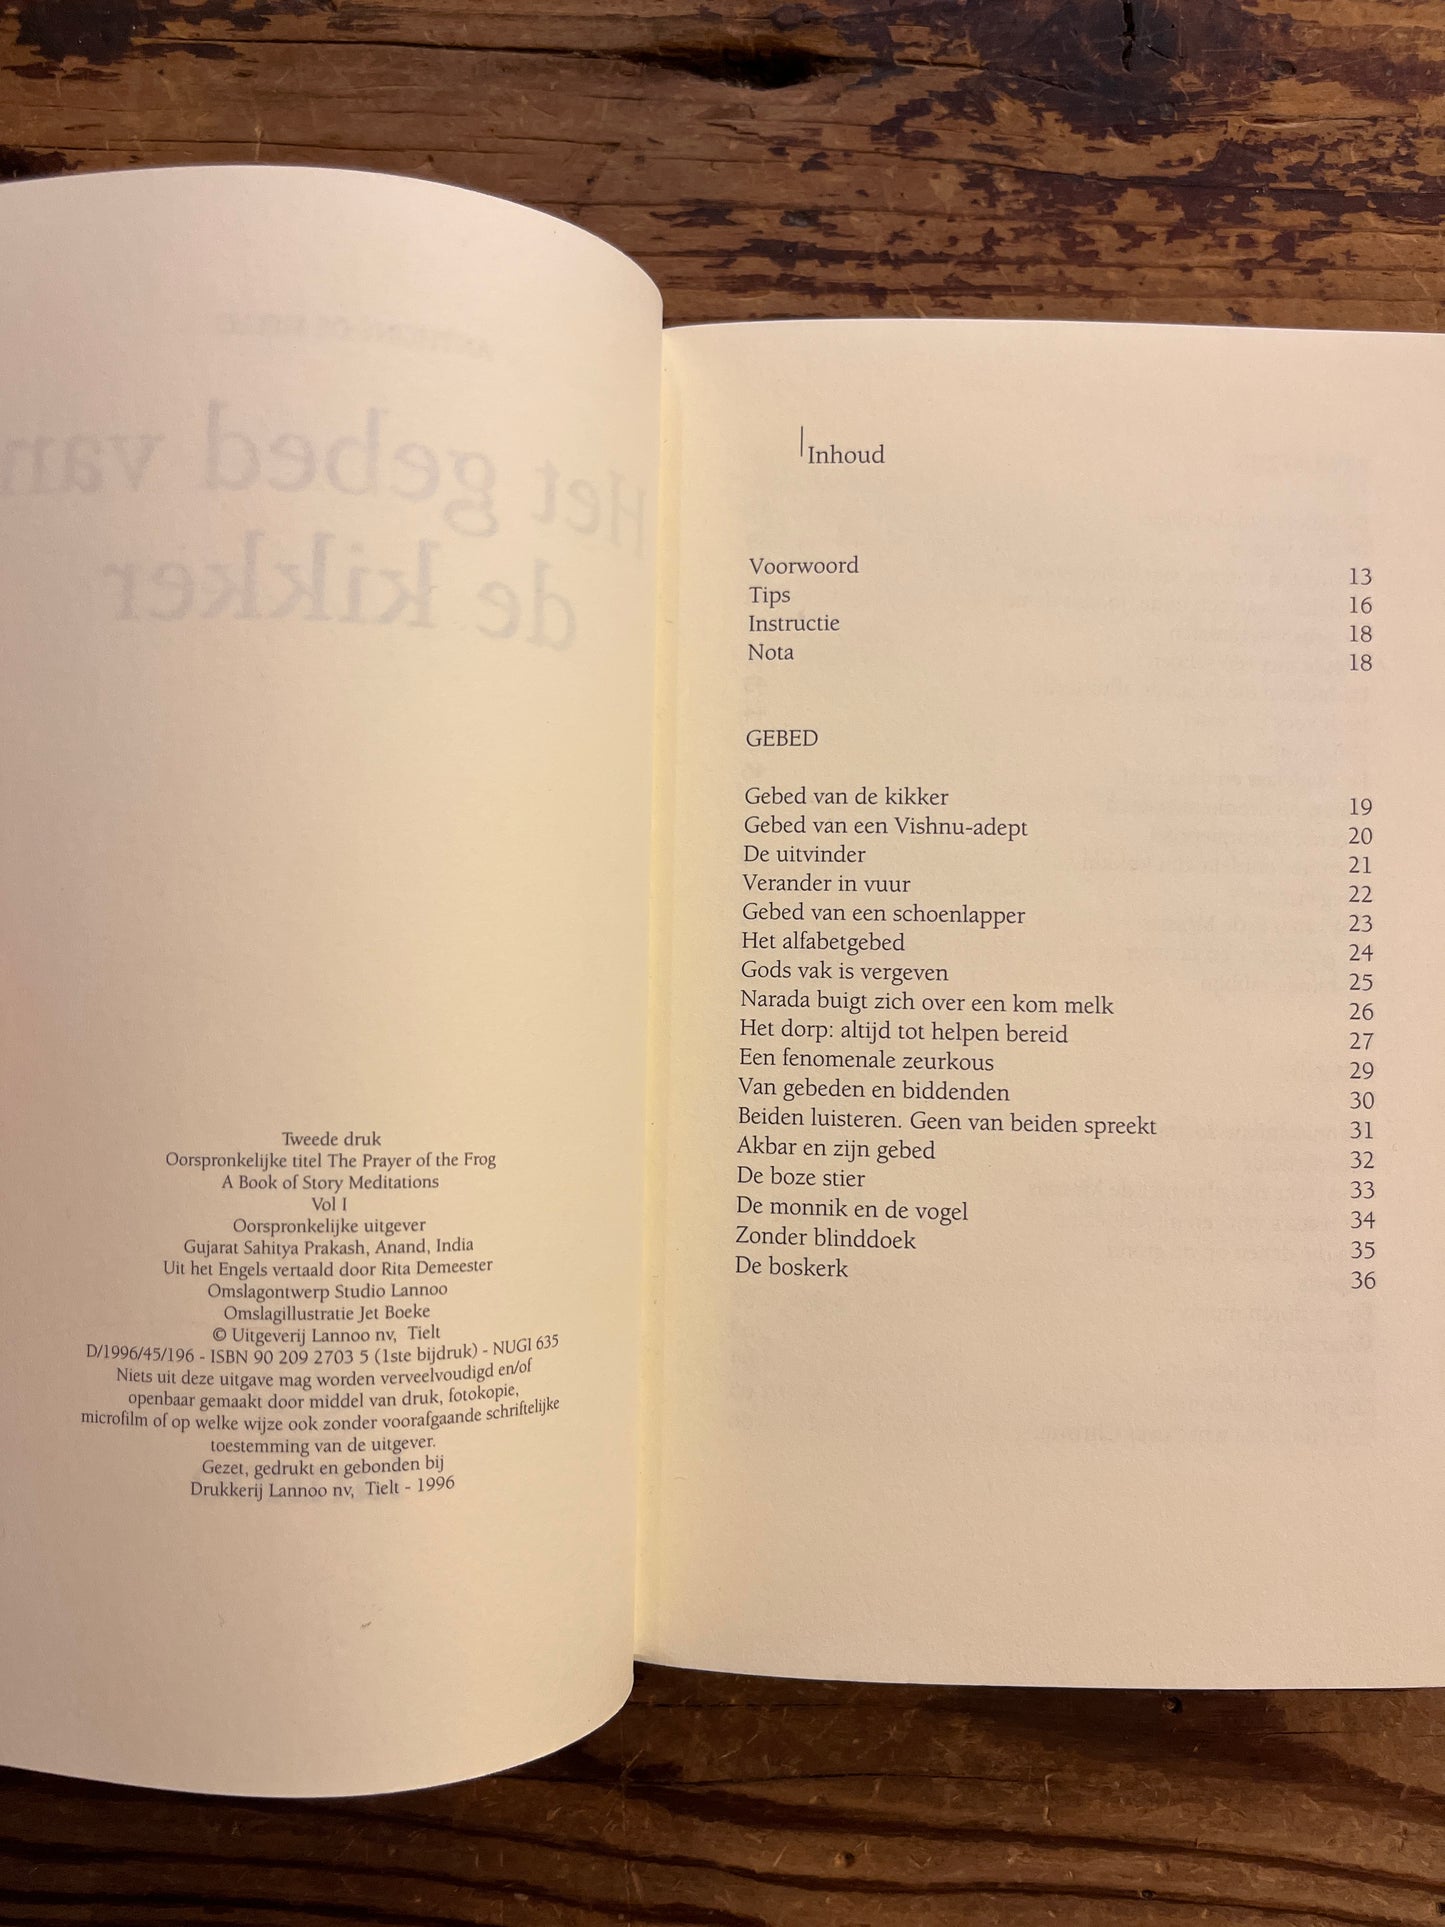 Het gebed van
de kikker
Tweede druk
Oorspronkelijke titel The Prayer of the Frog
A Book of Story Meditations
Vol I
Oorspronkelijke uitgever
Gujarat Sahitya Prakash, Anand, India
Uit het Engels vertaald door Rita Demeester
Omslagontwerp Studio Lannoo
Omslagillustratie Jet Boeke
© Uitgeverij Lannoo nv, Tielt
D/1996/45/196 - ISBN 90 209 2703 5 (1ste bijdruk) - NUGI 635
Niets uit deze uitgave mag worden verveelvoudigd en/of
openbaar gemaakt door middel van druk, fotokopie,
microfilm of op welke wijze ook zonder voorafgaande schriftelijke
toestemming van de uitgever.
Gezet, gedrukt en gebonden bij
Drukkerij Lannoo nv, Tielt - 1996
Inhoud
Voorwoord 13
Tips 16
Instructie 18
Nota 18
GEBED
Gebed van de kikker 19
Gebed van een Vishnu-adept 20
De uitvinder 21
Verander in vuur 22
Gebed van een schoenlapper 23
Het alfabetgebed 24
Gods vak is vergeven 25
Narada buigt zich over een kom melk 26
Het dorp: altijd tot helpen bereid 27
Een fenomenale zeurkous 29
Van gebeden en biddenden 30
Beiden luisteren. Geen van beiden spreekt 31
Akbar en zijn gebed 32
De boze stier 33
De monnik en de vogel 34
Zonder blinddoek 35
De boskerk 36